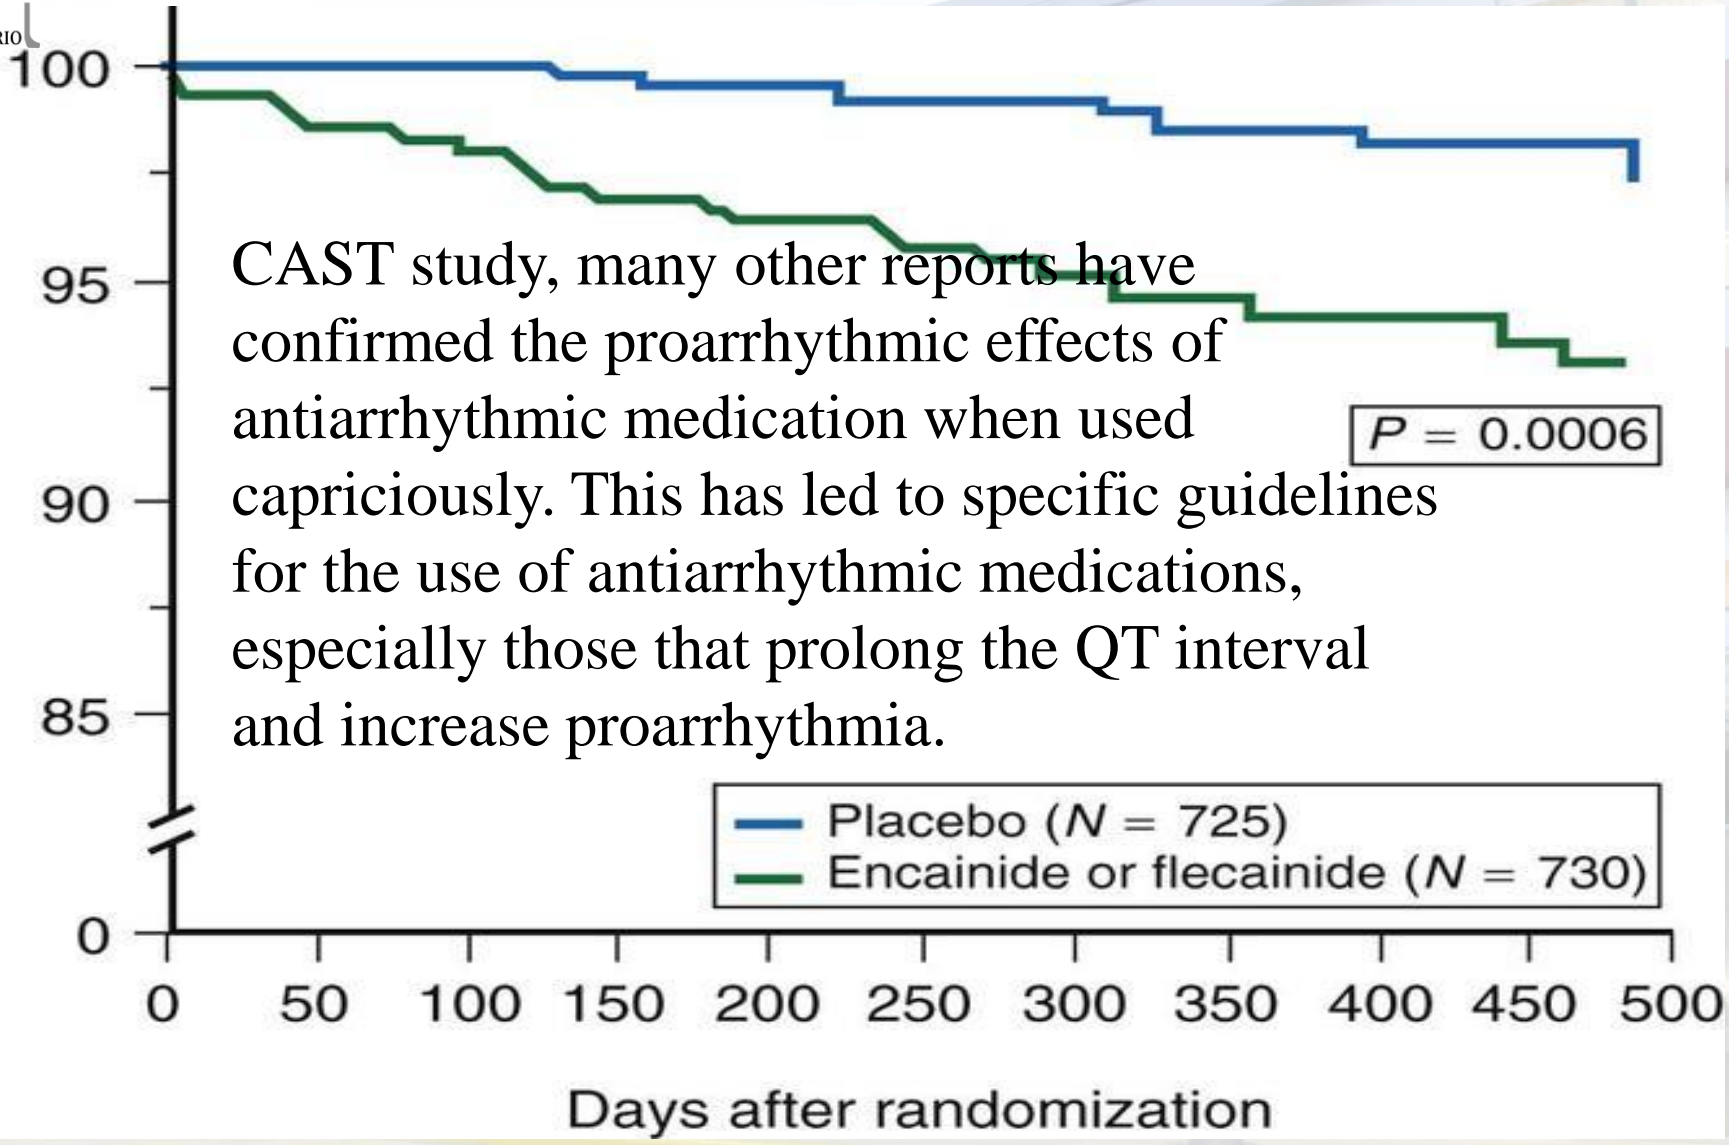 RIO
100
95
90
85
0
CAST study, many other reports have
confirmed the proarrhythmic effects of
antiarrhythmic medication when used
capriciously. This has led to specific guidelines
for the use of antiarrhythmic medications,
especially those that prolong the QT interval
and increase proarrhythmia.
P = 0.0006
Placebo (N = 725)
Encainide or flecainide (N = 730)
0 50 100 150 200 250 300 350 400 450 500
Days after randomization